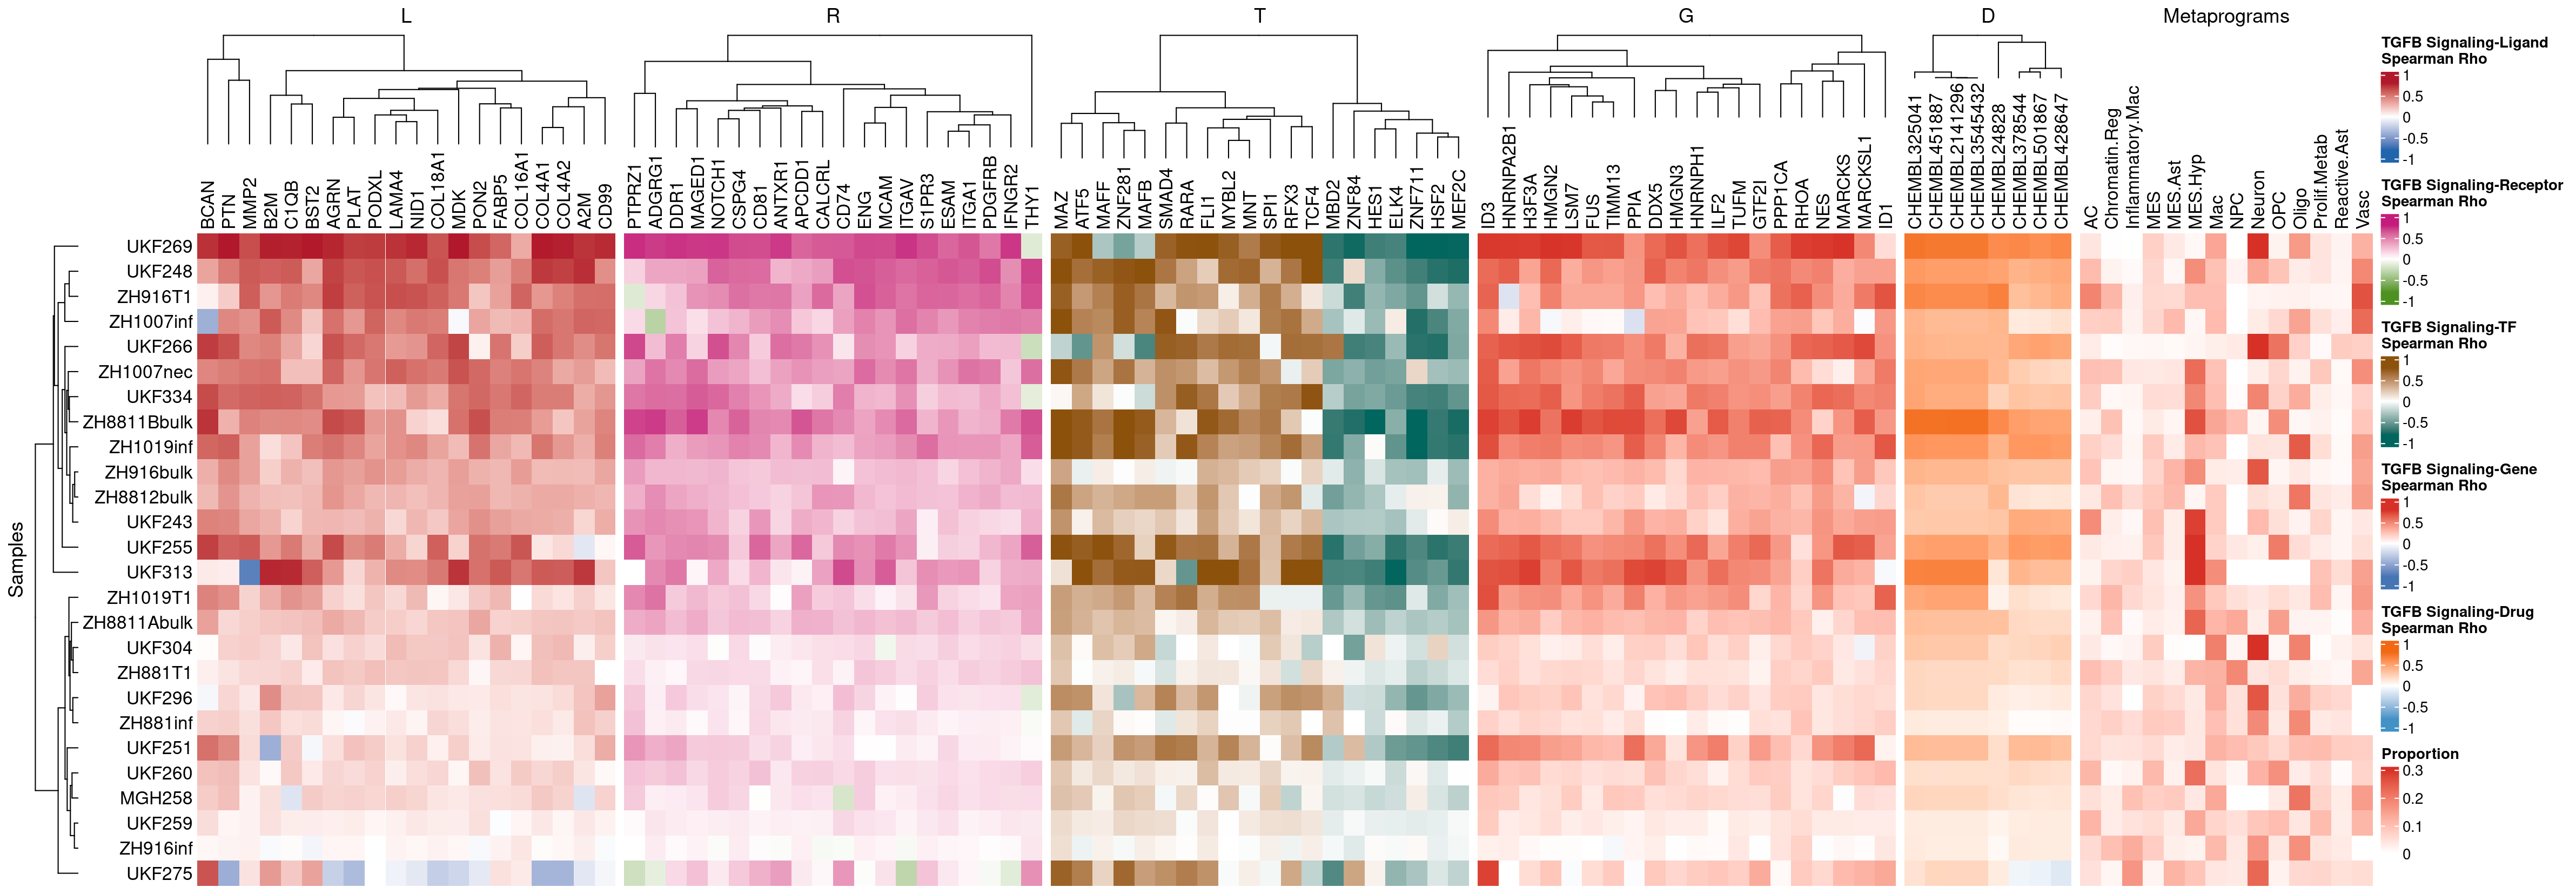 L
R
T
G
D
Metaprograms
BCAN
PTN
MMP2
B2M
C1QB
BST2
AGRN
PLAT
PODXL
LAMA4
NID1
COL18A1
MDK
PON2
FABP5
COL16A1
COL4A1
COL4A2
A2M
CD99
PTPRZ1
ADGRG1
DDR1
MAGED1
NOTCH1
CSPG4
CD81
ANTXR1
APCDD1
CALCRL
CD74
ENG
MCAM
ITGAV
S1PR3
ESAM
ITGA1
PDGFRB
IFNGR2
THY1
MAZ
ATF5
MAFF
ZNF281
MAFB
SMAD4
RARA
FLI1
MYBL2
MNT
SPI1
RFX3
TCF4
MBD2
ZNF84
HES1
ELK4
ZNF711
HSF2
MEF2C
ID3
HNRNPA2B1
H3F3A
HMGN2
LSM7
FUS
TIMM13
PPIA
DDX5
HMGN3
HNRNPH1
ILF2
TUFM
GTF2I
PPP1CA
RHOA
NES
MARCKS
MARCKSL1
ID1
CHEMBL325041
CHEMBL451887
CHEMBL2141296
CHEMBL3545432
CHEMBL24828
CHEMBL378544
CHEMBL501867
CHEMBL428647
AC
Chromatin.Reg
Inflammatory.Mac
MES
MES.Ast
MES.Hyp
Mac
NPC
Neuron
OPC
Oligo
Prolif.Metab
Reactive.Ast
Vasc
Samples
UKF269
UKF248
ZH916T1
ZH1007inf
UKF266
ZH1007nec
UKF334
ZH8811Bbulk
ZH1019inf
ZH916bulk
ZH8812bulk
UKF243
UKF255
UKF313
ZH1019T1
ZH8811Abulk
UKF304
ZH881T1
UKF296
ZH881inf
UKF251
UKF260
MGH258
UKF259
ZH916inf
UKF275
TGFB Signaling-Ligand
Spearman Rho
1
0.5
0
-0.5
-1
TGFB Signaling-Receptor
Spearman Rho
1
0.5
0
-0.5
-1
TGFB Signaling-TF
Spearman Rho
1
0.5
0
-0.5
-1
TGFB Signaling-Gene
Spearman Rho
1
0.5
0
-0.5
-1
TGFB Signaling-Drug
Spearman Rho
1
0.5
0
-0.5
-1
Proportion
0.3
0.2
0.1
0